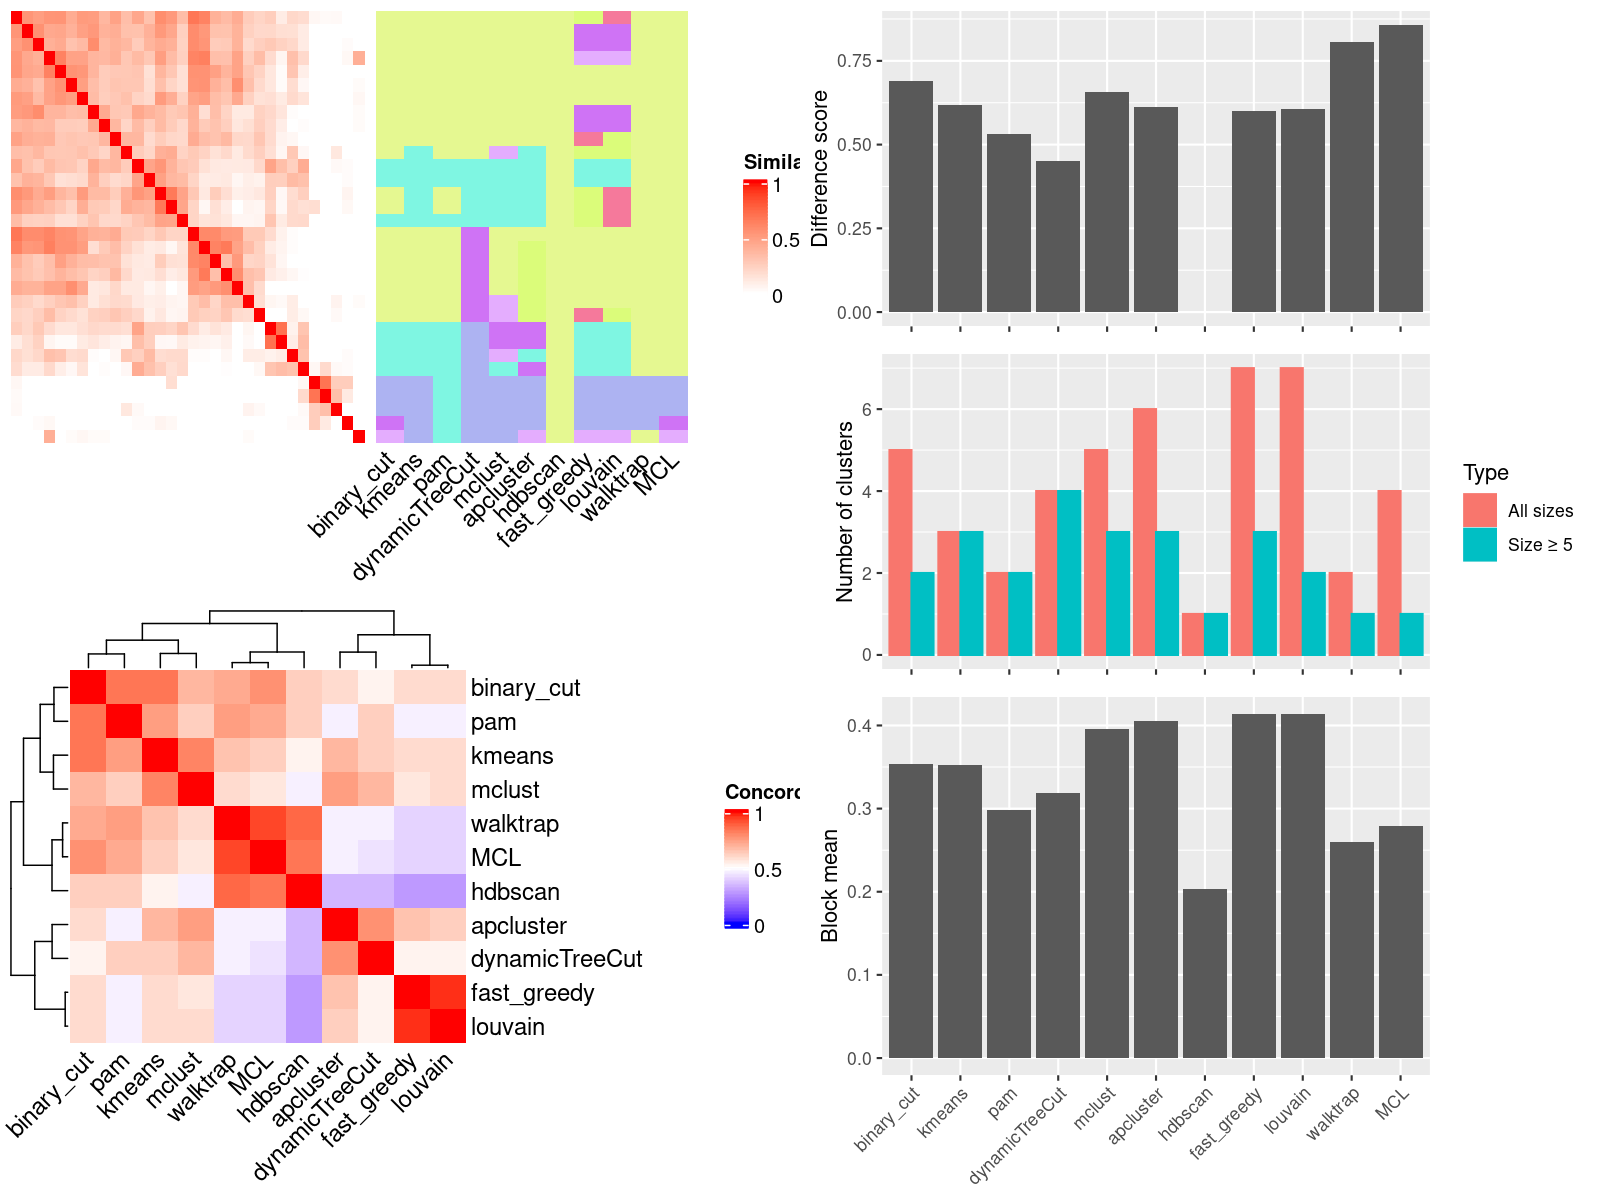 Simila
1
0.5
0
binary_cut
kmeans
pam
dynamicTreeCut
mclust
apcluster
hdbscan
fast_greedy
louvain
walktrap
MCL
binary_cut
pam
kmeans
mclust
walktrap
MCL
hdbscan
apcluster
dynamicTreeCut
fast_greedy
louvain
binary_cut
pam
kmeans
mclust
walktrap
MCL
hdbscan
apcluster
dynamicTreeCut
fast_greedy
louvain
Concord
1
0.5
0
Difference score
0.75
0.50
0.25
0.00
Number of clusters
6
4
2
0
Type
All sizes
Size ≥ 5
Block mean
0.4
0.3
0.2
0.1
0.0
binary_cut
kmeans
pam
dynamicTreeCut
mclust
apcluster
hdbscan
fast_greedy
louvain
walktrap
MCL